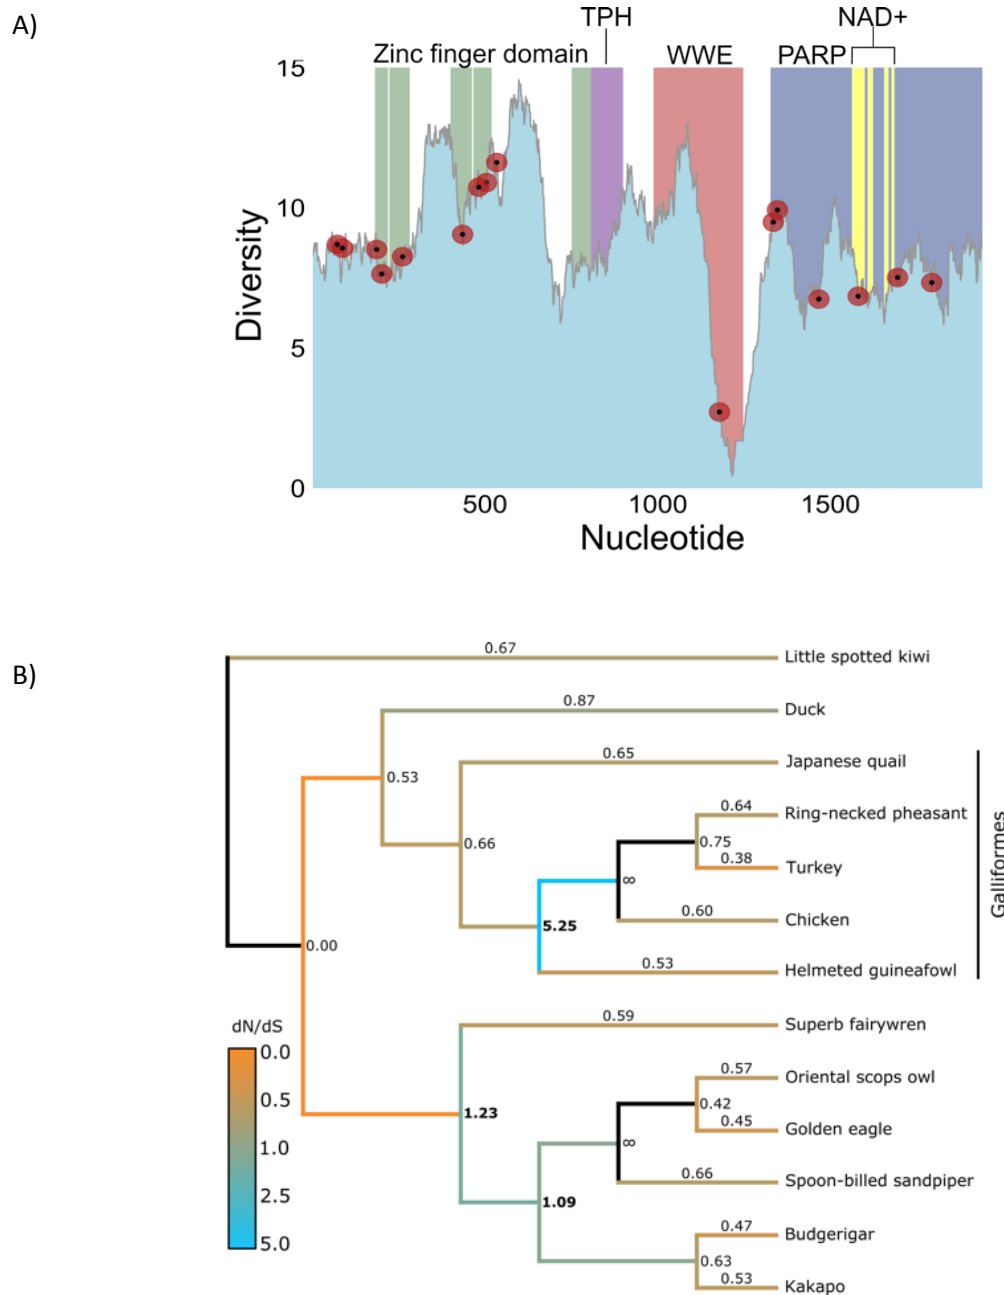 A)
TPH
NAD+
Zinc finger domain
WWE
PARP
15
10
5
0
Diversity
500
1000
1500
Nucleotide
B)
0.67
Little spotted kiwi
0.87
Duck
0.53
0.65
Japanese quail
0.66
0.64
Ring-necked pheasant
0.75
0.38
Turkey
∞
0.60
Chicken
5.25
0.53
Helmeted guineafowl
Galliformes
0.00
0.59
Superb fairywren
1.23
0.57
Oriental scops owl
0.42
0.45
Golden eagle
∞
0.66
Spoon-billed sandpiper
1.09
0.47
Budgerigar
0.63
0.53
Kakapo
dN/dS
0.0
0.5
1.0
2.5
5.0